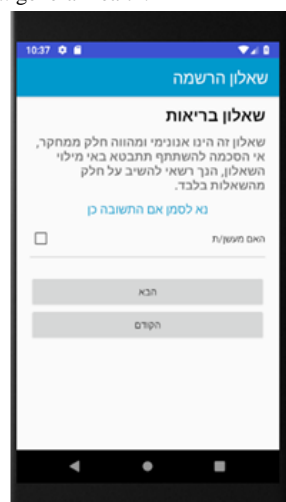 10:37
שאלון הרשמה
שאלון בריאות
שאלון זה הינו אנונימי ומהווה חלק ממחקר,
אי הסכמה להשתתף תתבטא באי מילוי
השאלון, הנך רשאי להשיב על חלק
מהשאלות בלבד.
נא לסמן אם התשובה כן
האם מעשן/ת
הבא
הקודם